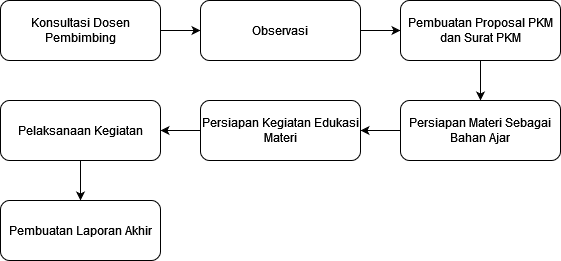 Konsultasi Dosen
Pembimbing
Observasi
Pembuatan Proposal PKM
dan Surat PKM
Persiapan Materi Sebagai
Bahan Ajar
Persiapan Kegiatan Edukasi
Materi
Pelaksanaan Kegiatan
Pembuatan Laporan Akhir